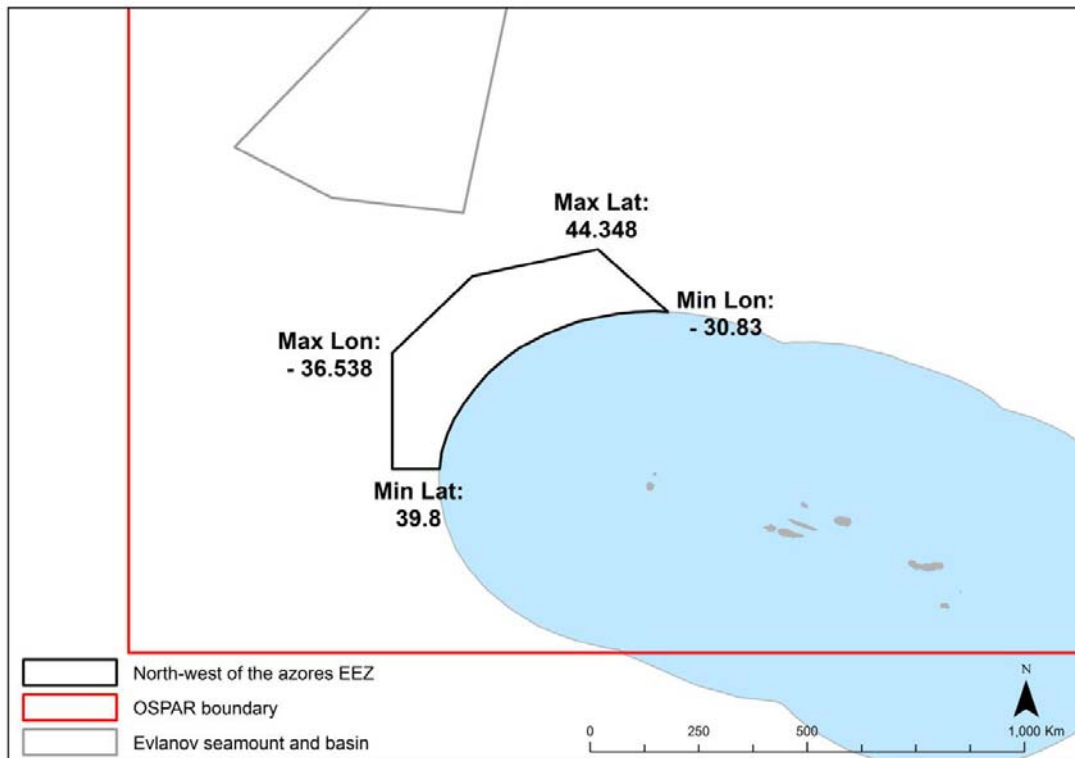 Max Lat:
44.348
Min Lon:
- 30.83
Max Lon:
- 36.538
Min Lat:
39.8
North-west of the azores EEZ
OSPAR boundary
Evlanov seamount and basin
N
0 250 500 1,000 Km